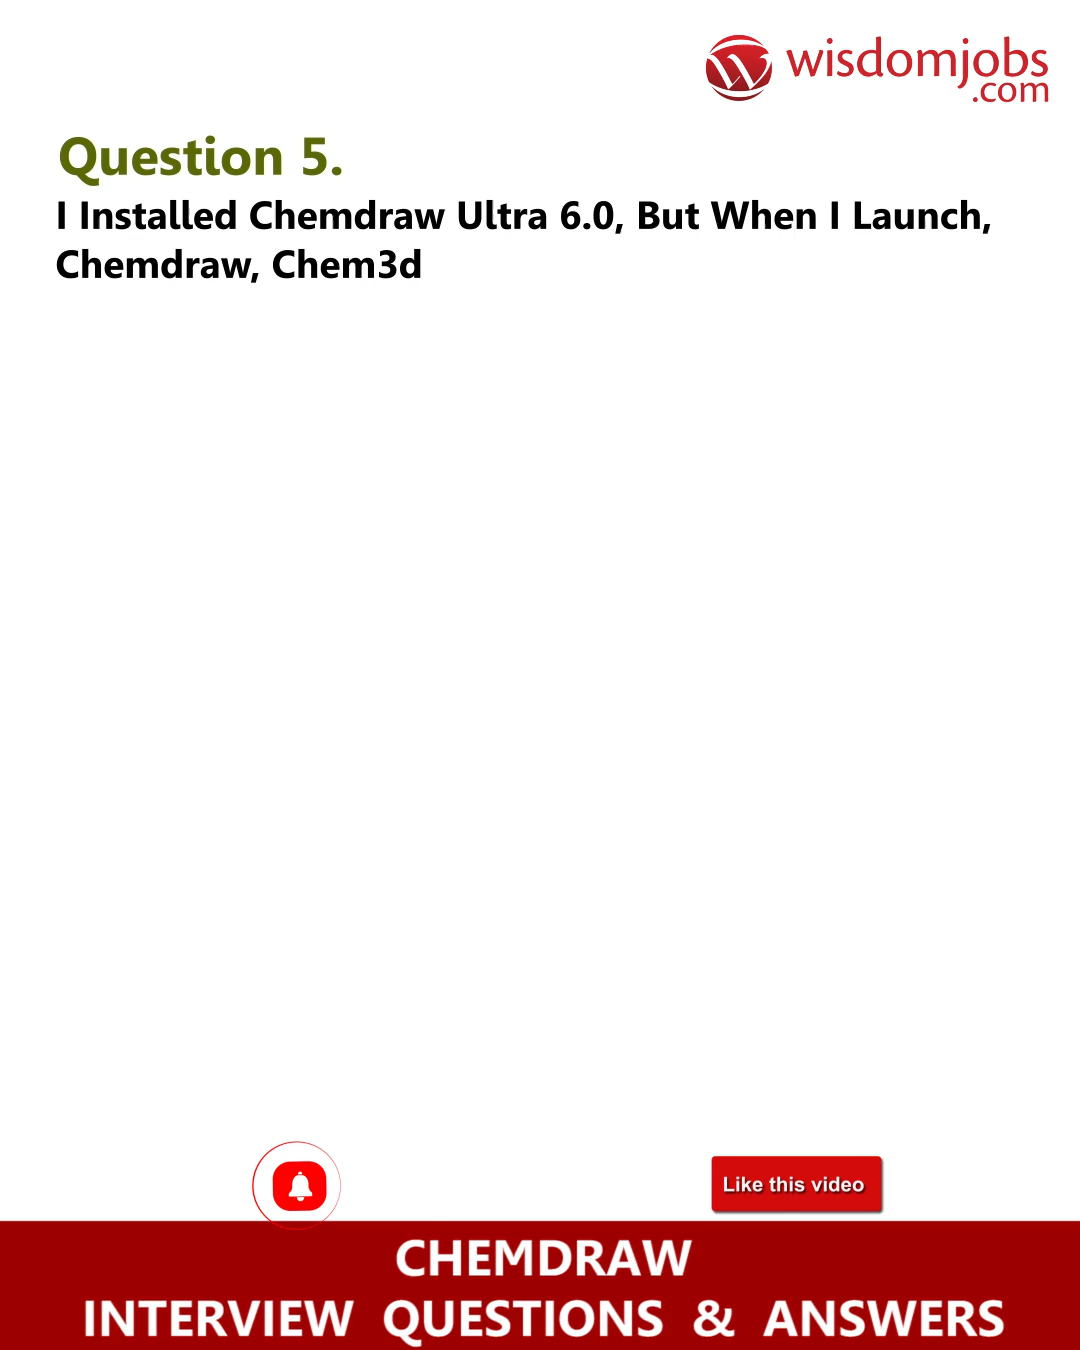 wisdomjobs
.com
Question 5.
I Installed Chemdraw Ultra 6.0, But When I Launch,
Chemdraw, Chem3d
Like this video
CHEMDRAW
INTERVIEW QUESTIONS & ANSWERS